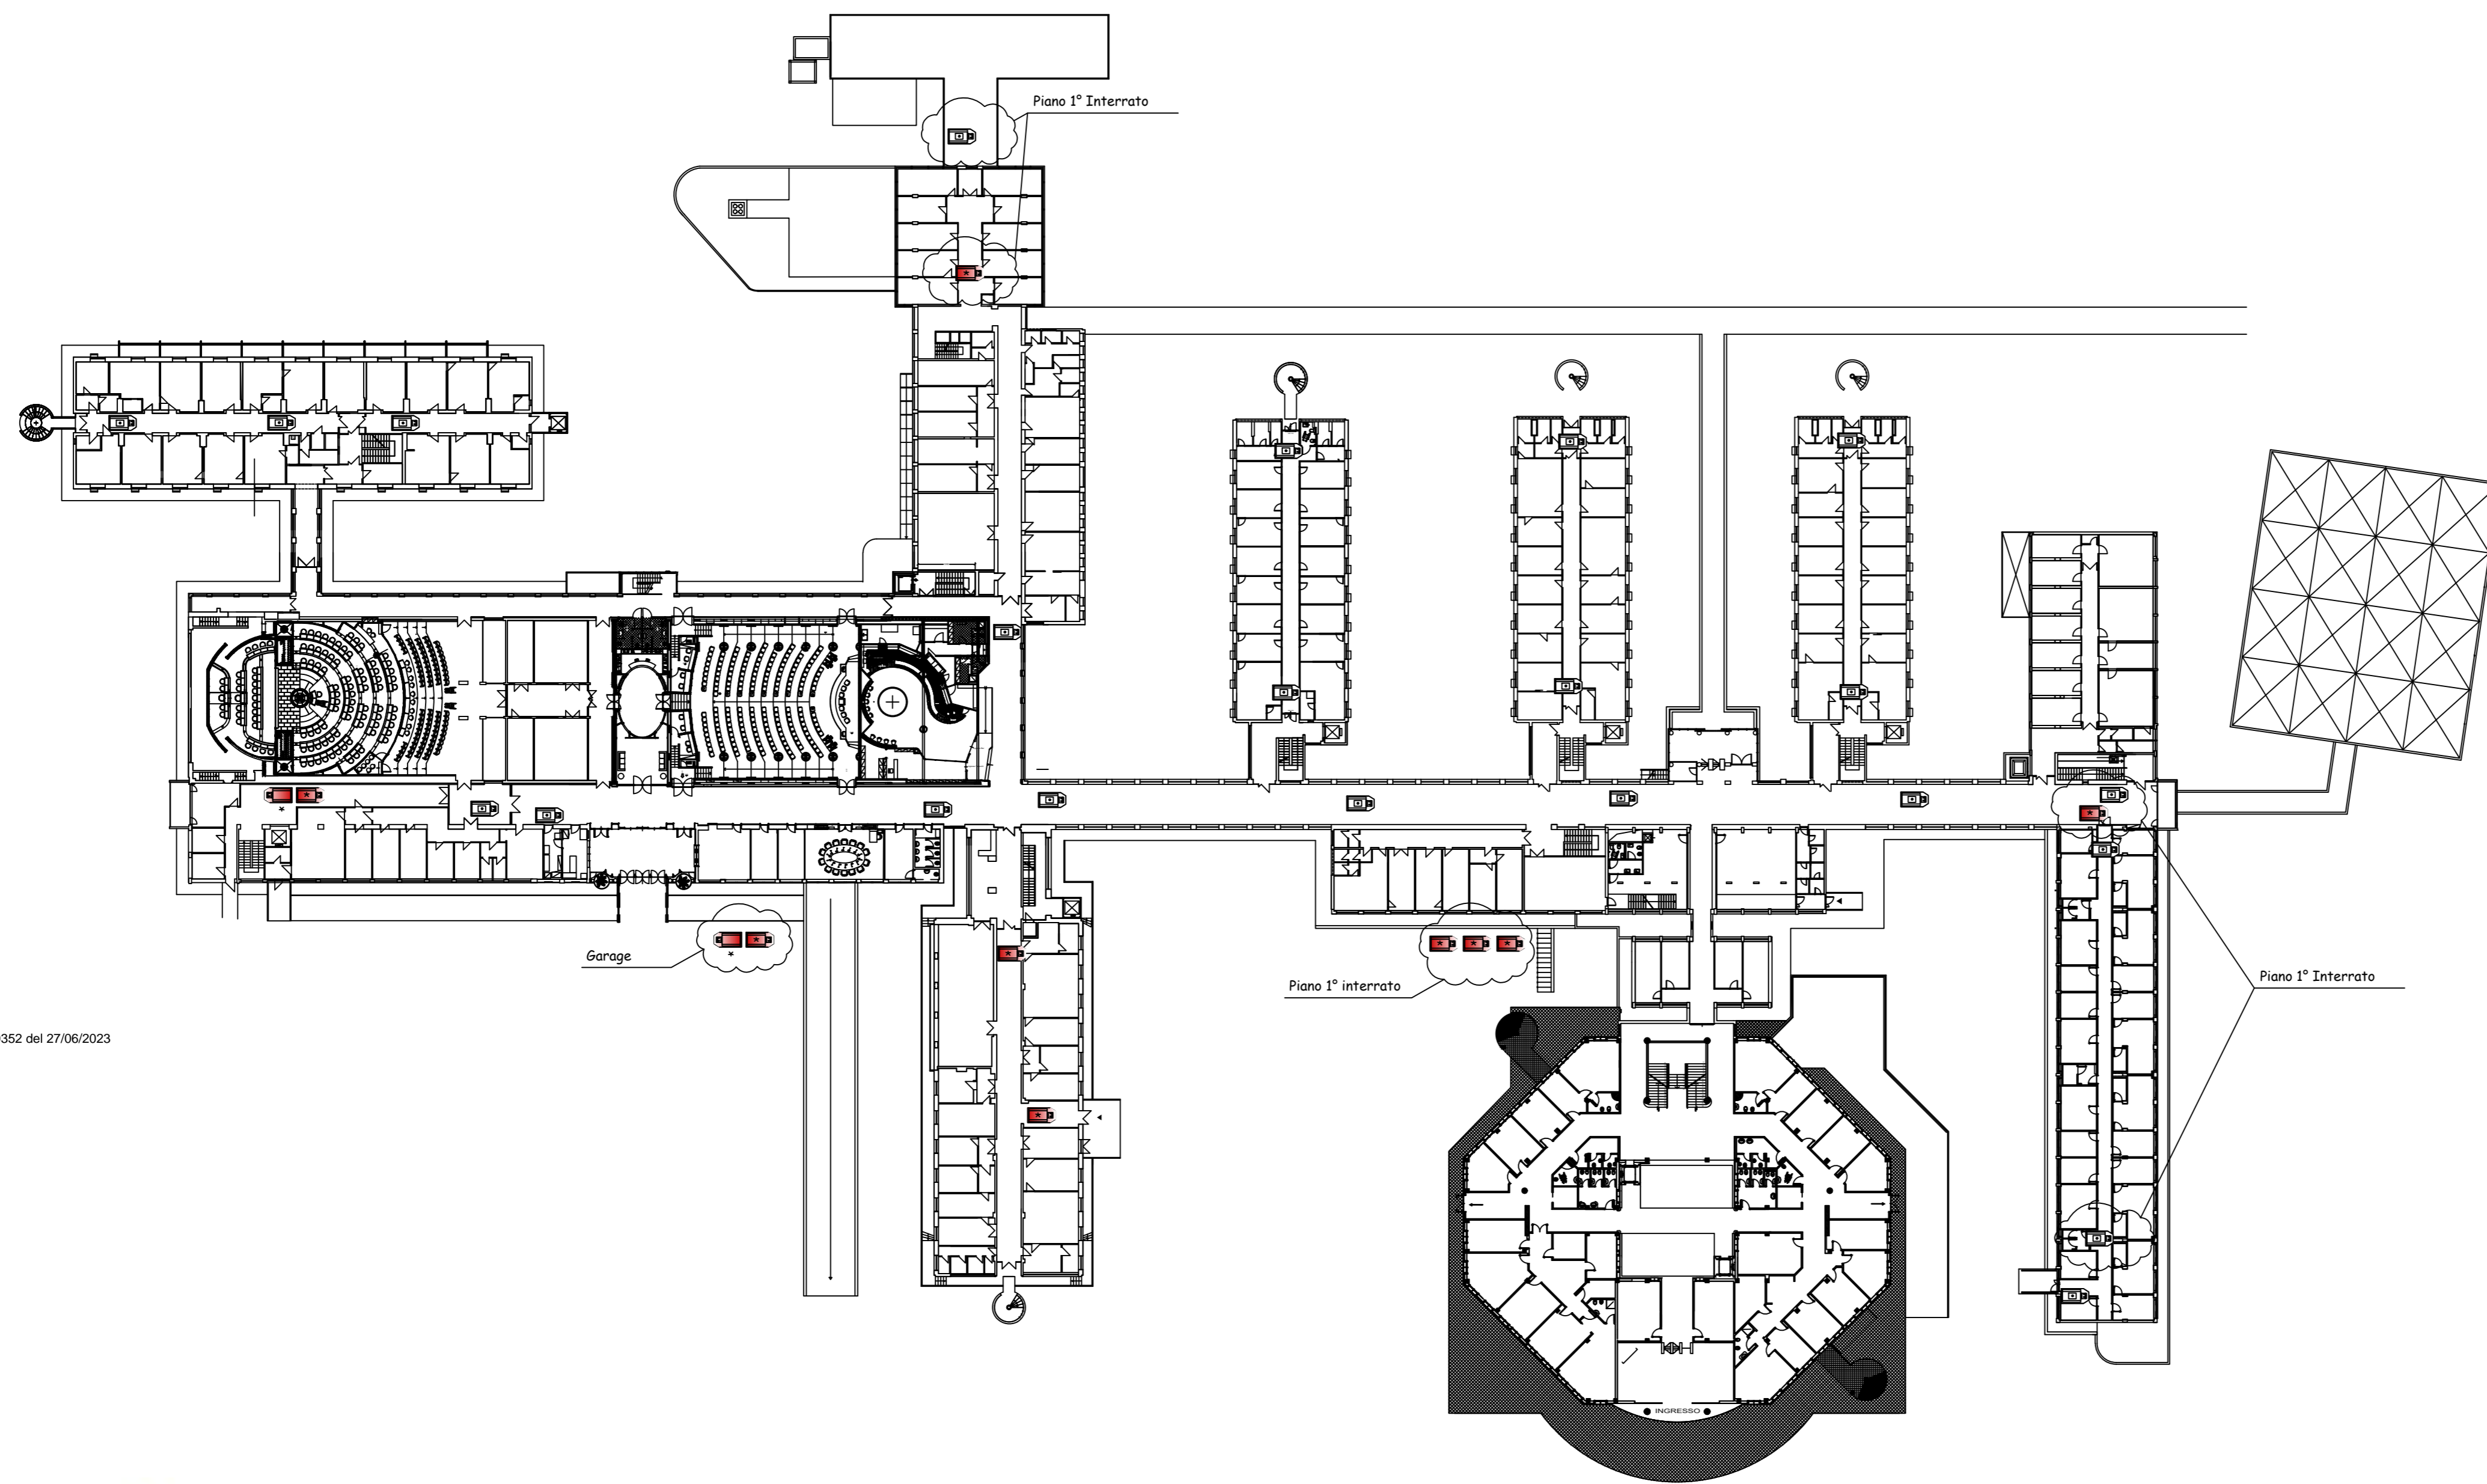 Piano 1° Interrato
Garage
Piano 1° interrato
Piano 1° Interrato
352 del 27/06/2023
INGRESSO